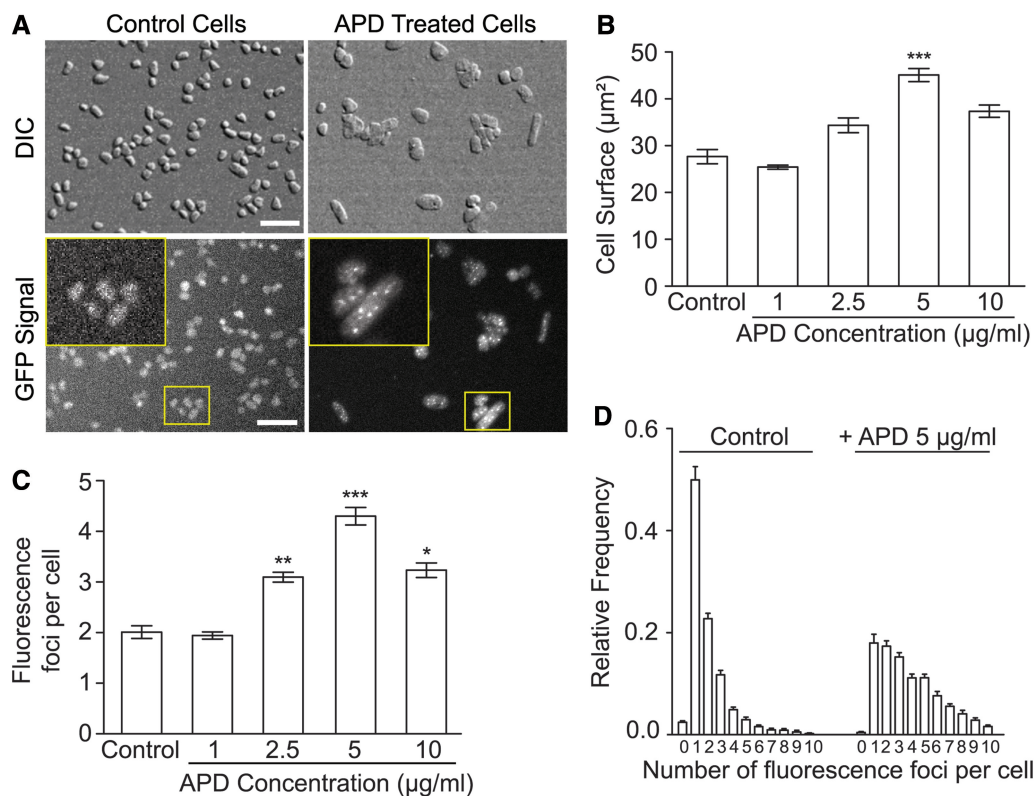 A
Control Cells
APD Treated Cells
DIC
GFP Signal
B
Cell Surface (µm²)
50
40
30
20
10
0
***
Control
1
2.5
5
10
APD Concentration (µg/ml)
C
Fluorescence
foci per cell
5
4
3
2
1
0
**
***
*
Control
1
2.5
5
10
APD Concentration (µg/ml)
D
Relative Frequency
0.6
0.4
0.2
0.0
Control
+ APD 5 µg/ml
0 1 2 3 4 5 6 7 8 9 10
0 1 2 3 4 5 6 7 8 9 10
Number of fluorescence foci per cell